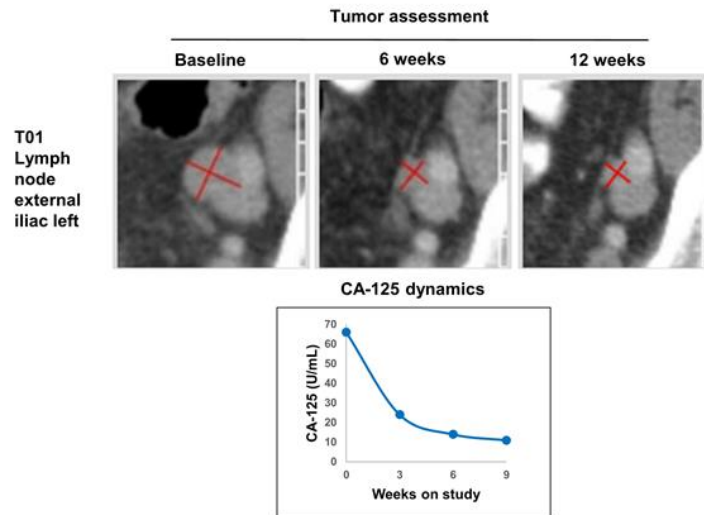 Tumor assessment
Baseline
6 weeks
12 weeks
T01
Lymph
node
external
iliac left
CA-125 dynamics
CA-125 (U/mL)
70
60
50
40
30
20
10
0
0
3
6
9
Weeks on study